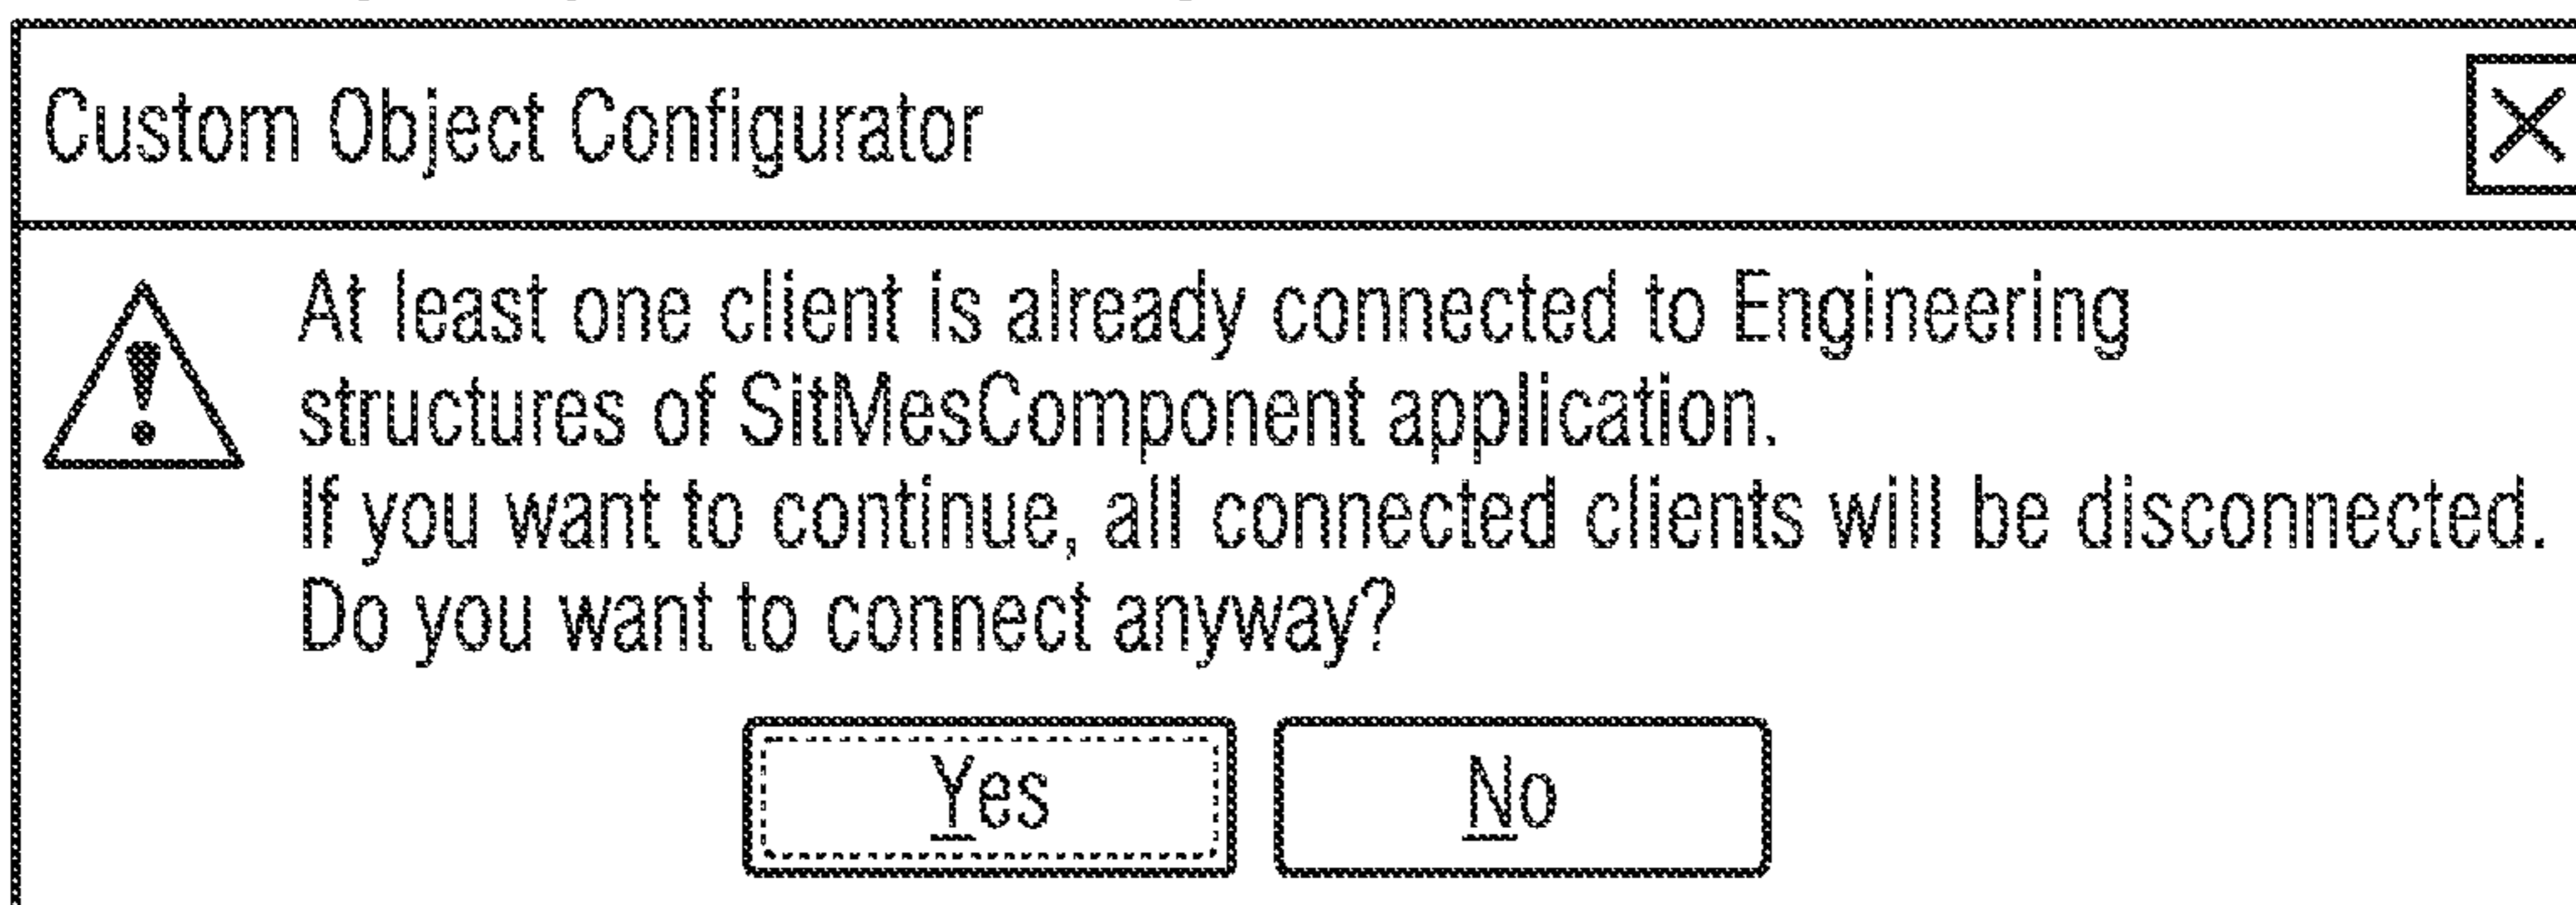 Custom Object Configurator
At least one client is already connected to Engineering
structures of SitMesComponent application.
If you want to continue, all connected clients will be disconnected.
Do you want to connect anyway?
Yes No